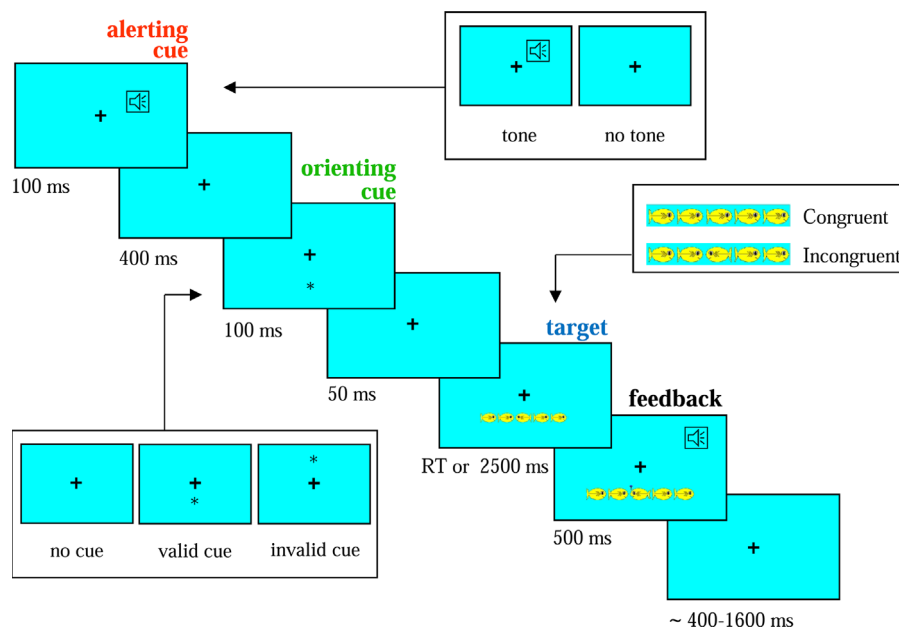 alerting
cue
tone
no tone
100 ms
orienting
cue
Congruent
Incongruent
400 ms
100 ms
target
50 ms
feedback
RT or 2500 ms
no cue
valid cue
invalid cue
500 ms
~ 400-1600 ms